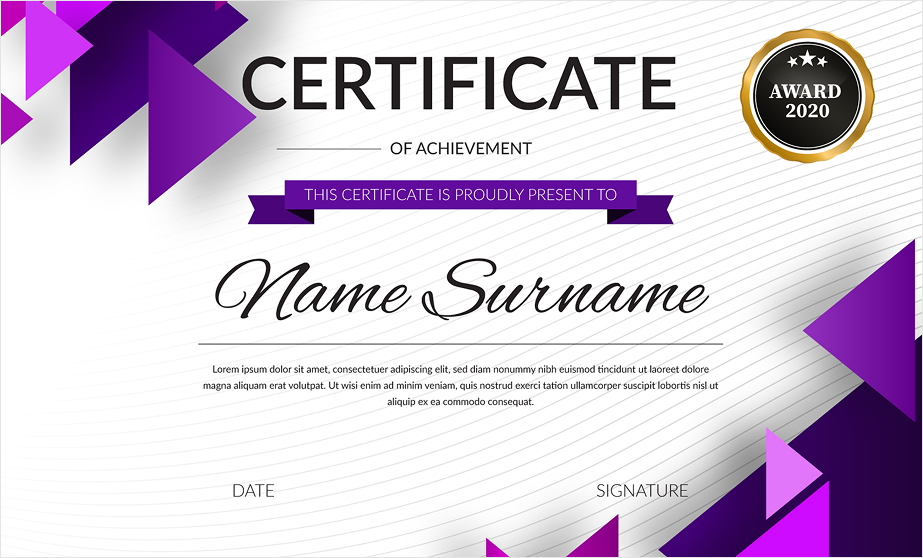 CERTIFICATE
OF ACHIEVEMENT
AWARD
2020
THIS CERTIFICATE IS PROUDLY PRESENT TO
Name Surname
Lorem ipsum dolor sit amet, consectetuer adipiscing elit, sed diam nonummy nibh euismod tincidunt ut laoreet dolore
magna aliquam erat volutpat. Ut wisi enim ad minim veniam, quis nostrud exerci tation ullamcorper suscipit lobortis nisl ut
aliquip ex ea commodo consequat.
DATE
SIGNATURE